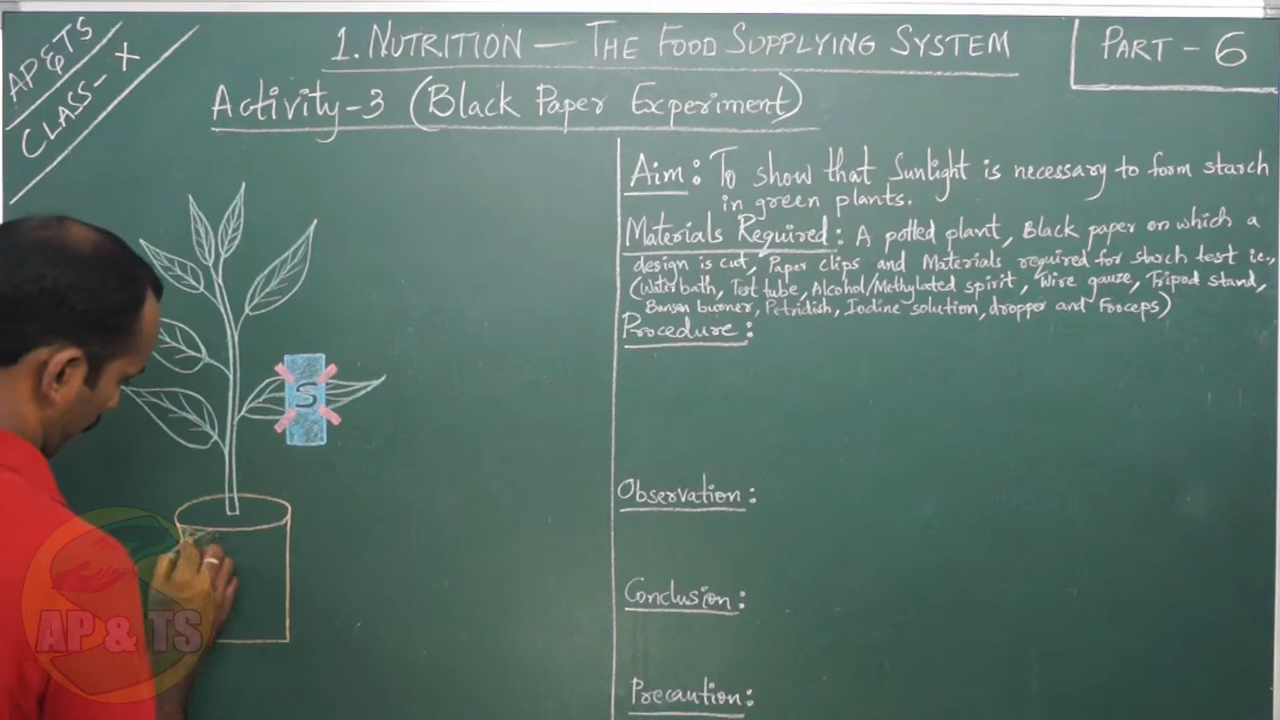 AP & TS
CLASS - X
1. NUTRITION — THE FOOD SUPPLYING SYSTEM
PART - 6
Activity-3 (Black Paper Experiment)
Aim: To show that Sunlight is necessary to form starch
in green plants.
Materials Required: A potted plant, Black paper on which a
design is cut, Paper clips and Materials required for starch test i.e.,
(Water bath, Test tube, Alcohol/Methylated spirit, Wire gauze, Tripod stand,
Bunsen burner, Petridish, Iodine solution, dropper and Forceps)
Procedure:
S
Observation:
Conclusion:
Precaution:
AP & TS